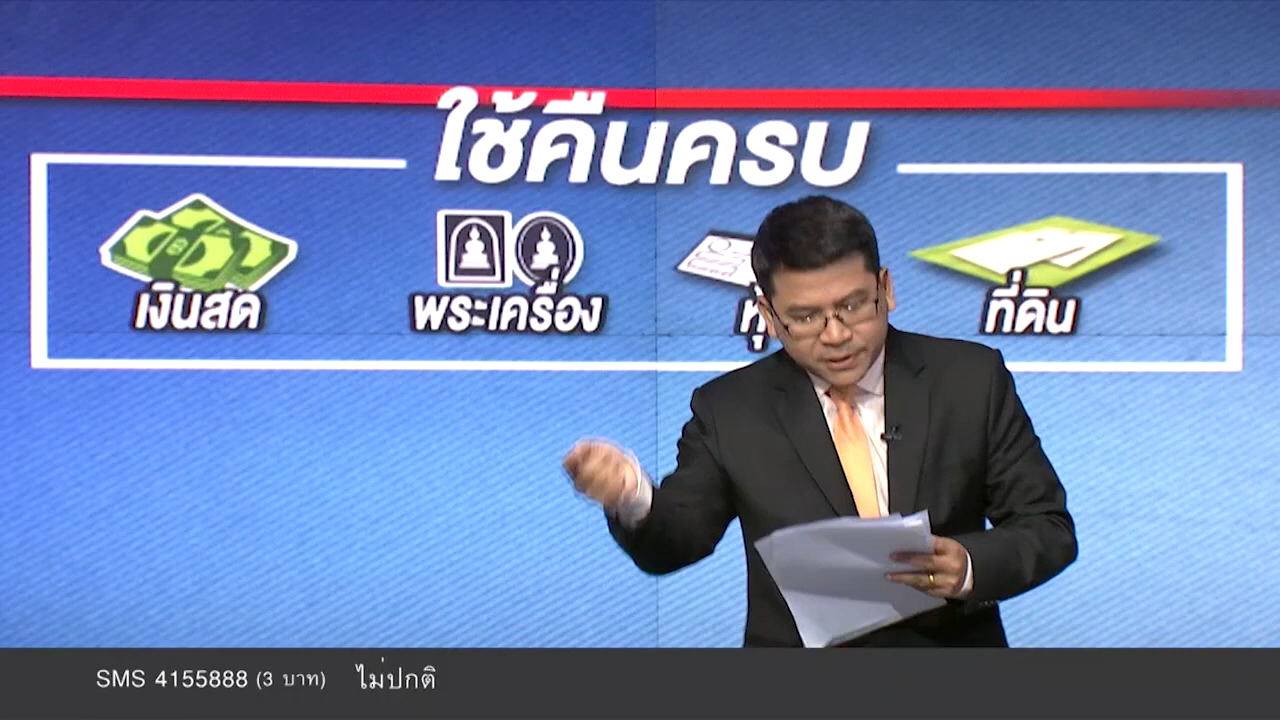 ใช้คืนครบ
เงินสด
พระเครื่อง
ที่ดิน
SMS 4155888 (3 บาท) ไม่ปกติ